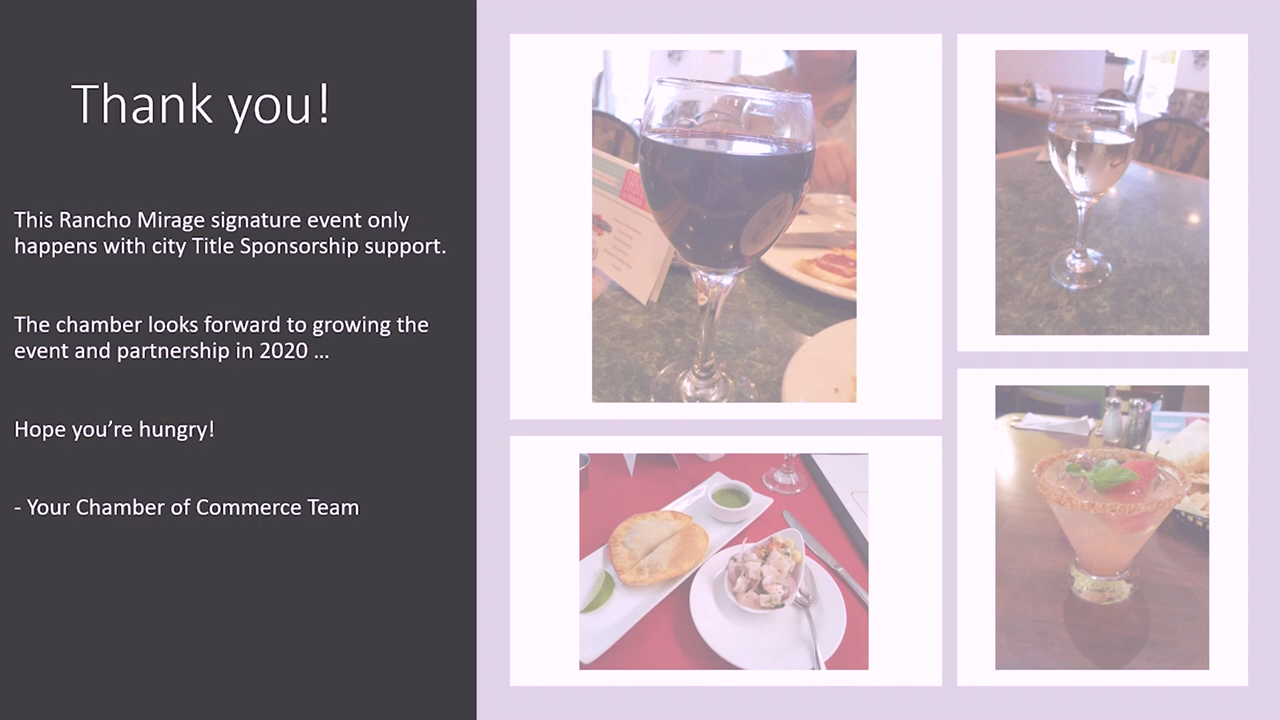 Thank you!
This Rancho Mirage signature event only
happens with city Title Sponsorship support.
The chamber looks forward to growing the
event and partnership in 2020 ...
Hope you’re hungry!
- Your Chamber of Commerce Team